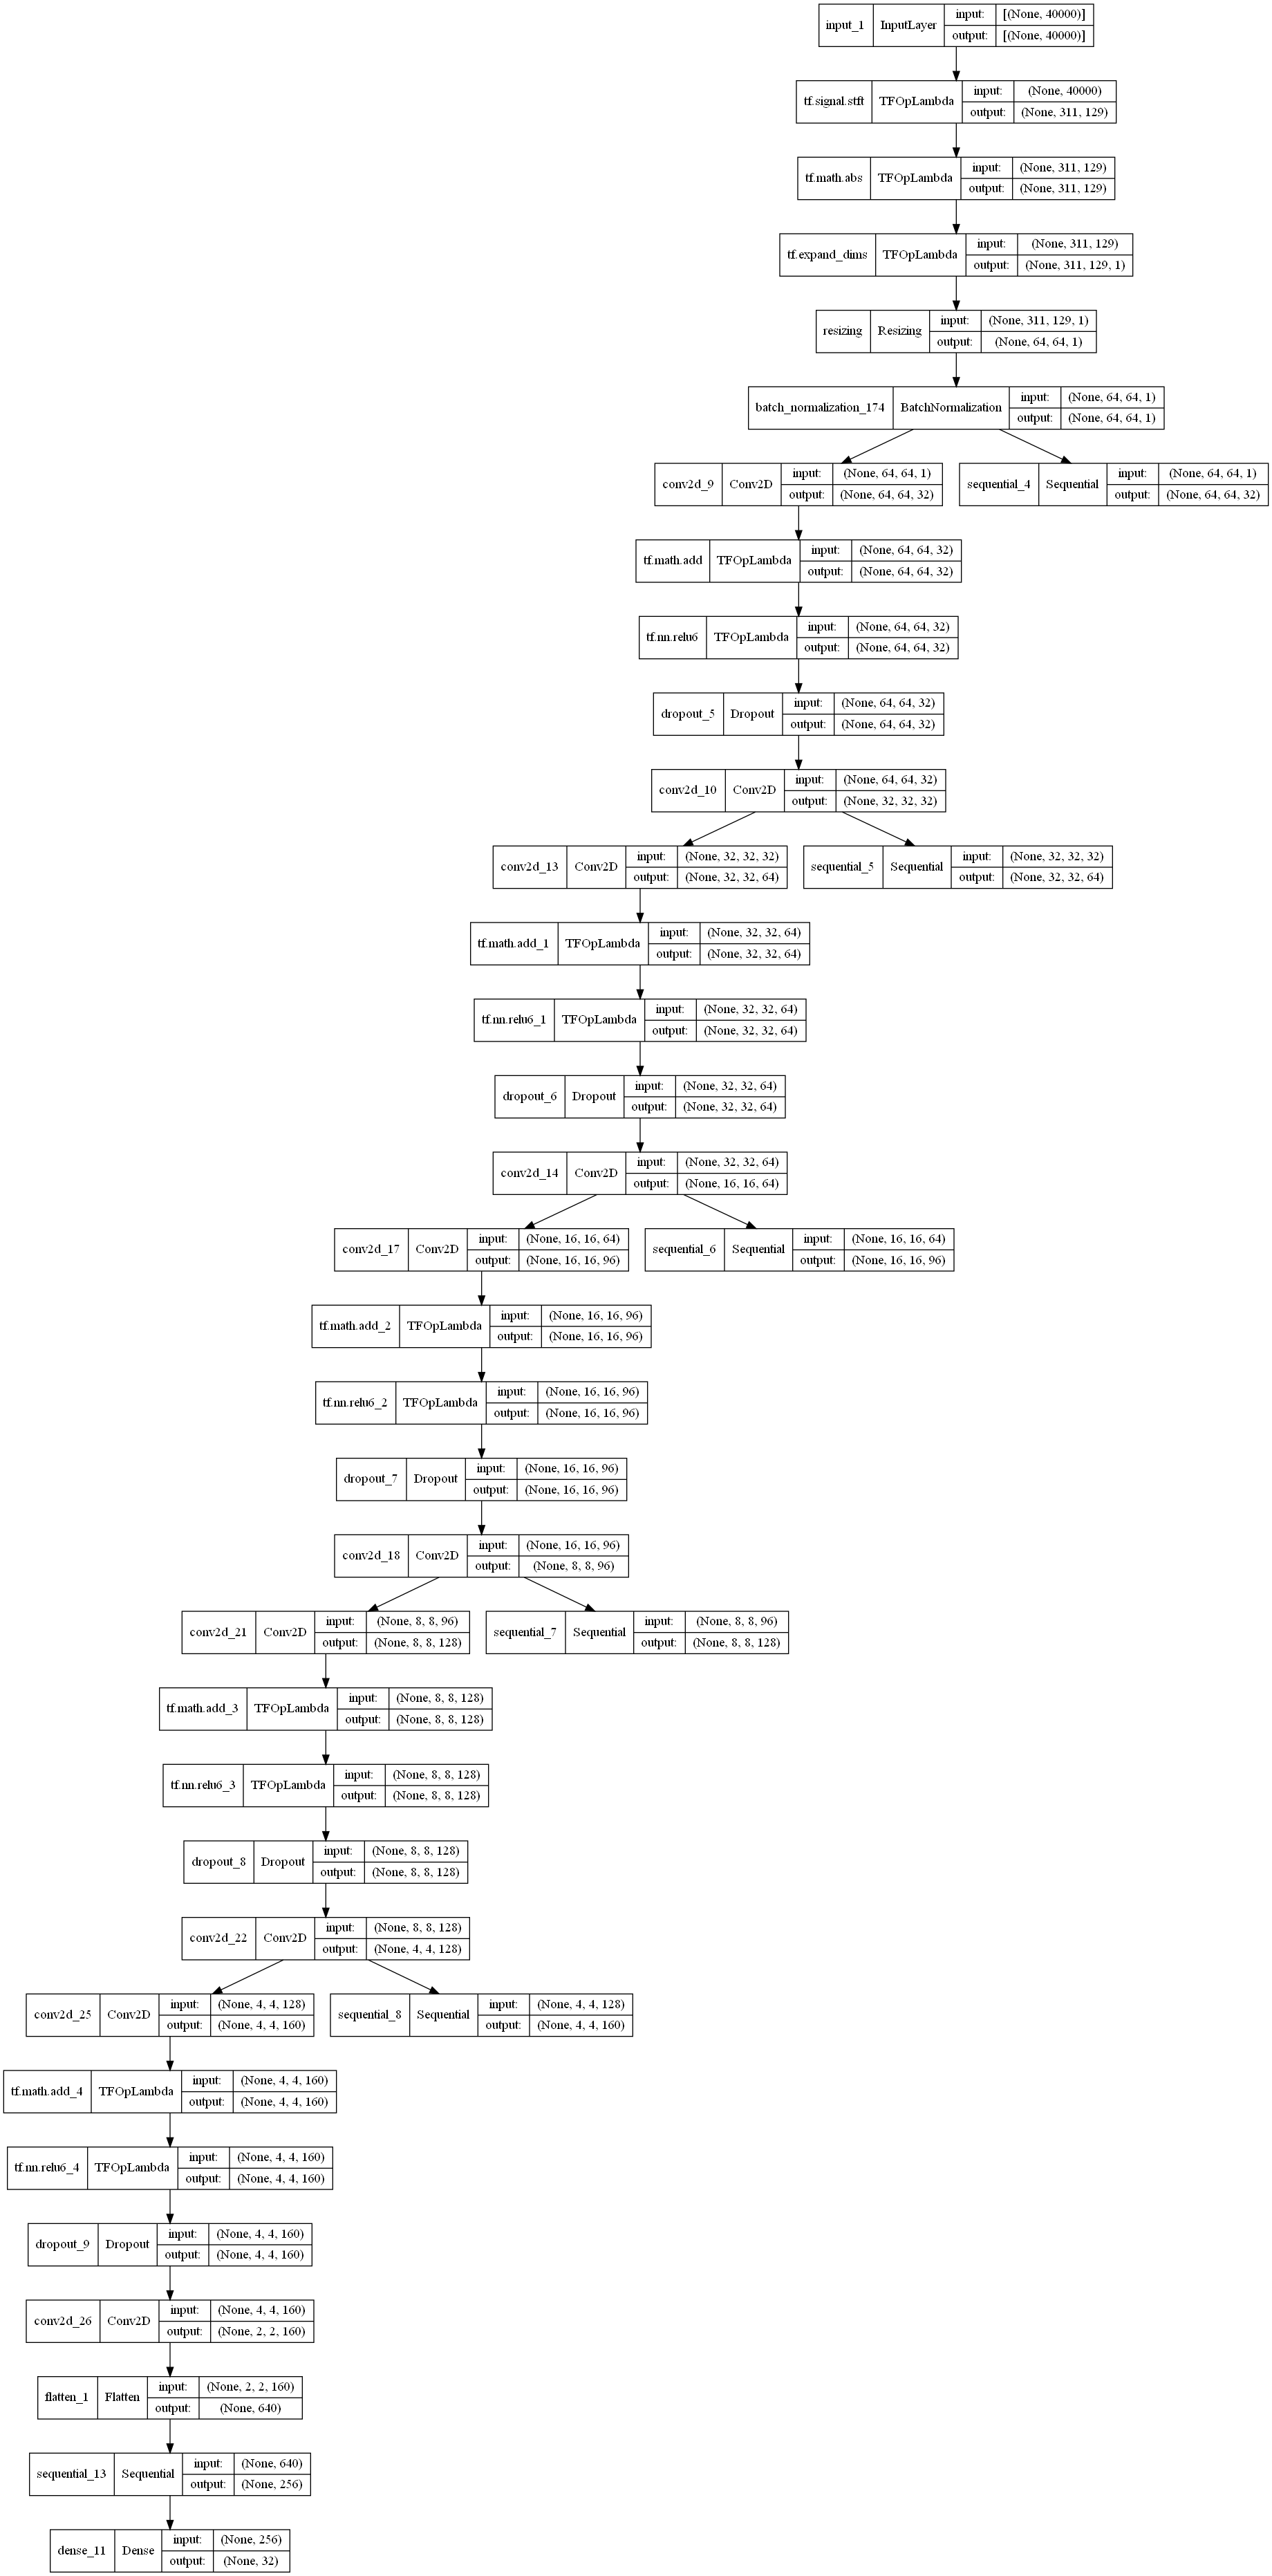 input_1 InputLayer input: [(None, 40000)]
output: [(None, 40000)]
tf.signal.stft TFOpLambda input: (None, 40000)
output: (None, 311, 129)
tf.math.abs TFOpLambda input: (None, 311, 129)
output: (None, 311, 129)
tf.expand_dims TFOpLambda input: (None, 311, 129)
output: (None, 311, 129, 1)
resizing Resizing input: (None, 311, 129, 1)
output: (None, 64, 64, 1)
batch_normalization_174 BatchNormalization input: (None, 64, 64, 1)
output: (None, 64, 64, 1)
conv2d_9 Conv2D input: (None, 64, 64, 1)
output: (None, 64, 64, 32)
sequential_4 Sequential input: (None, 64, 64, 1)
output: (None, 64, 64, 32)
tf.math.add TFOpLambda input: (None, 64, 64, 32)
output: (None, 64, 64, 32)
tf.nn.relu6 TFOpLambda input: (None, 64, 64, 32)
output: (None, 64, 64, 32)
dropout_5 Dropout input: (None, 64, 64, 32)
output: (None, 64, 64, 32)
conv2d_10 Conv2D input: (None, 64, 64, 32)
output: (None, 32, 32, 32)
conv2d_13 Conv2D input: (None, 32, 32, 32)
output: (None, 32, 32, 64)
sequential_5 Sequential input: (None, 32, 32, 32)
output: (None, 32, 32, 64)
tf.math.add_1 TFOpLambda input: (None, 32, 32, 64)
output: (None, 32, 32, 64)
tf.nn.relu6_1 TFOpLambda input: (None, 32, 32, 64)
output: (None, 32, 32, 64)
dropout_6 Dropout input: (None, 32, 32, 64)
output: (None, 32, 32, 64)
conv2d_14 Conv2D input: (None, 32, 32, 64)
output: (None, 16, 16, 64)
conv2d_17 Conv2D input: (None, 16, 16, 64)
output: (None, 16, 16, 96)
sequential_6 Sequential input: (None, 16, 16, 64)
output: (None, 16, 16, 96)
tf.math.add_2 TFOpLambda input: (None, 16, 16, 96)
output: (None, 16, 16, 96)
tf.nn.relu6_2 TFOpLambda input: (None, 16, 16, 96)
output: (None, 16, 16, 96)
dropout_7 Dropout input: (None, 16, 16, 96)
output: (None, 16, 16, 96)
conv2d_18 Conv2D input: (None, 16, 16, 96)
output: (None, 8, 8, 96)
conv2d_21 Conv2D input: (None, 8, 8, 96)
output: (None, 8, 8, 128)
sequential_7 Sequential input: (None, 8, 8, 96)
output: (None, 8, 8, 128)
tf.math.add_3 TFOpLambda input: (None, 8, 8, 128)
output: (None, 8, 8, 128)
tf.nn.relu6_3 TFOpLambda input: (None, 8, 8, 128)
output: (None, 8, 8, 128)
dropout_8 Dropout input: (None, 8, 8, 128)
output: (None, 8, 8, 128)
conv2d_22 Conv2D input: (None, 8, 8, 128)
output: (None, 4, 4, 128)
conv2d_25 Conv2D input: (None, 4, 4, 128)
output: (None, 4, 4, 160)
sequential_8 Sequential input: (None, 4, 4, 128)
output: (None, 4, 4, 160)
tf.math.add_4 TFOpLambda input: (None, 4, 4, 160)
output: (None, 4, 4, 160)
tf.nn.relu6_4 TFOpLambda input: (None, 4, 4, 160)
output: (None, 4, 4, 160)
dropout_9 Dropout input: (None, 4, 4, 160)
output: (None, 4, 4, 160)
conv2d_26 Conv2D input: (None, 4, 4, 160)
output: (None, 2, 2, 160)
flatten_1 Flatten input: (None, 2, 2, 160)
output: (None, 640)
sequential_13 Sequential input: (None, 640)
output: (None, 256)
dense_11 Dense input: (None, 256)
output: (None, 32)